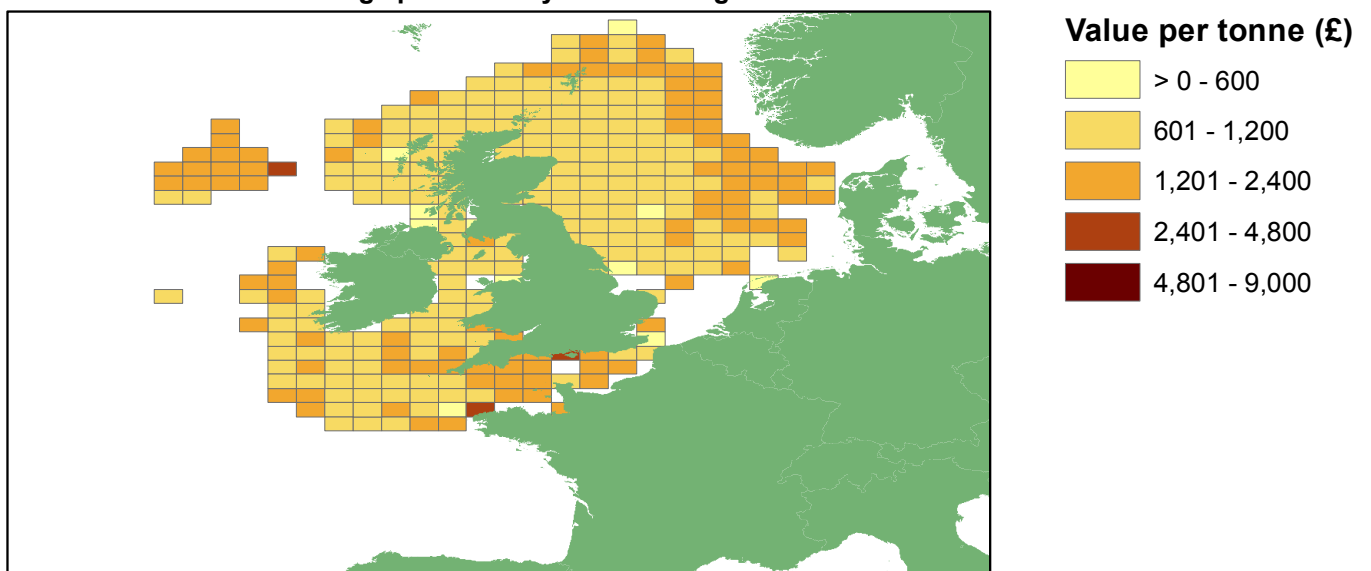 Value per tonne (£)
> 0 - 600
601 - 1,200
1,201 - 2,400
2,401 - 4,800
4,801 - 9,000